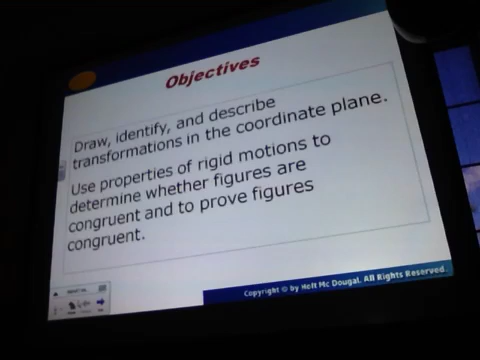 Objectives
Draw, identify, and describe
transformations in the coordinate plane.
Use properties of rigid motions to
determine whether figures are
congruent and to prove figures
congruent.
Copyright © by Holt Mc Dougal. All Rights Reserved.